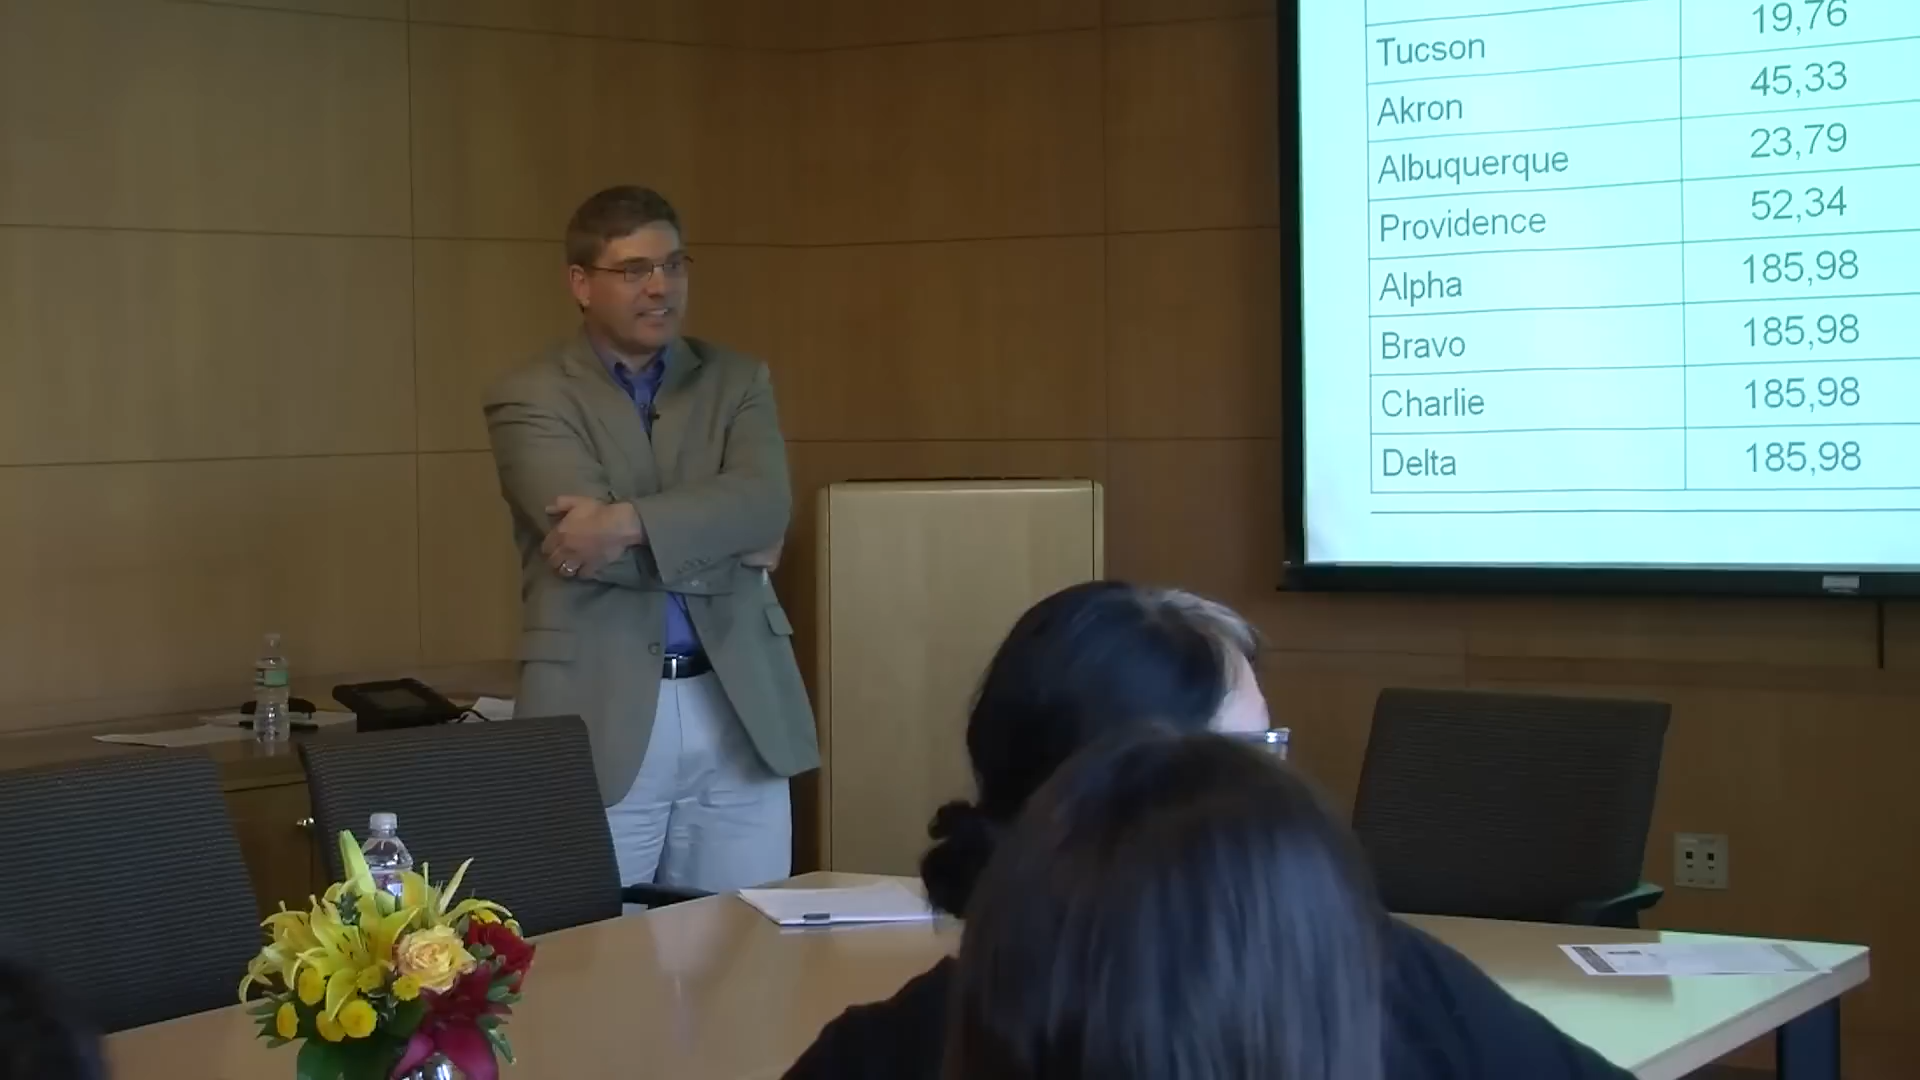 19,76
Tucson 45,33
Akron 23,79
Albuquerque 52,34
Providence 185,98
Alpha 185,98
Bravo 185,98
Charlie 185,98
Delta